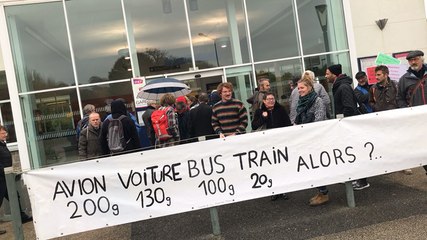 AVION VOITURE BUS TRAIN ALORS ?..
200g 130g 100g 20g